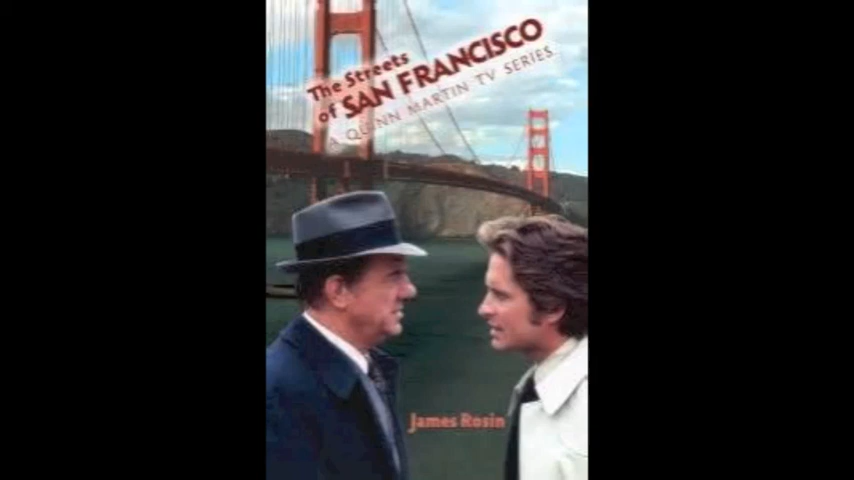 The Streets
of SAN FRANCISCO
A QUINN MARTIN TV SERIES
James Rosin